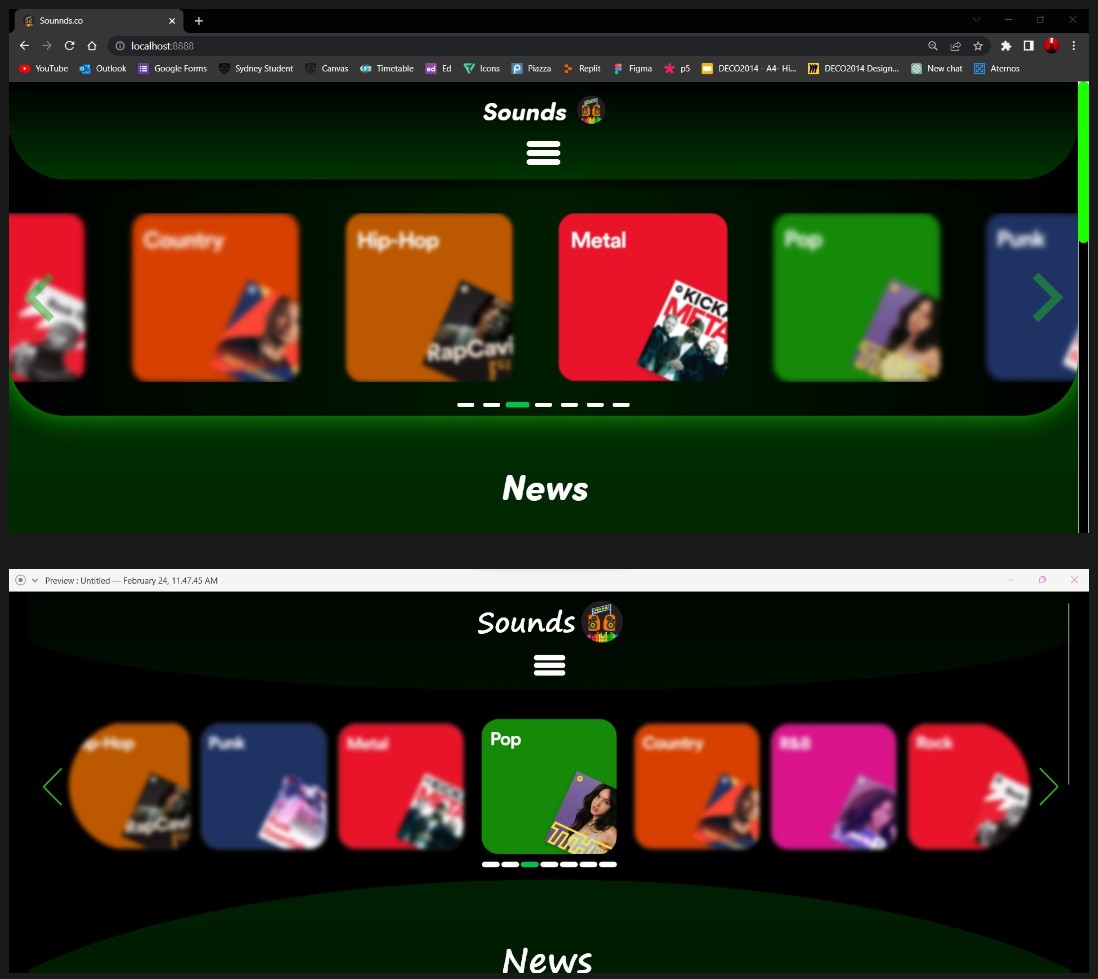 Sounnds.co
localhost:8888
YouTube Outlook Google Forms Sydney Student Canvas Timetable ed Ed Icons Piazza Replit Figma p5 DECO2014 - A4- Hi... DECO2014 Design... New chat Aternos
Sounds
Country Hip-Hop Metal Pop Punk
KICK
META
RapCavi
News
Preview : Untitled — February 24, 11.47.45 AM
Sounds
p-Hop Punk Metal Pop Country R&B Rock
RapCavi
News